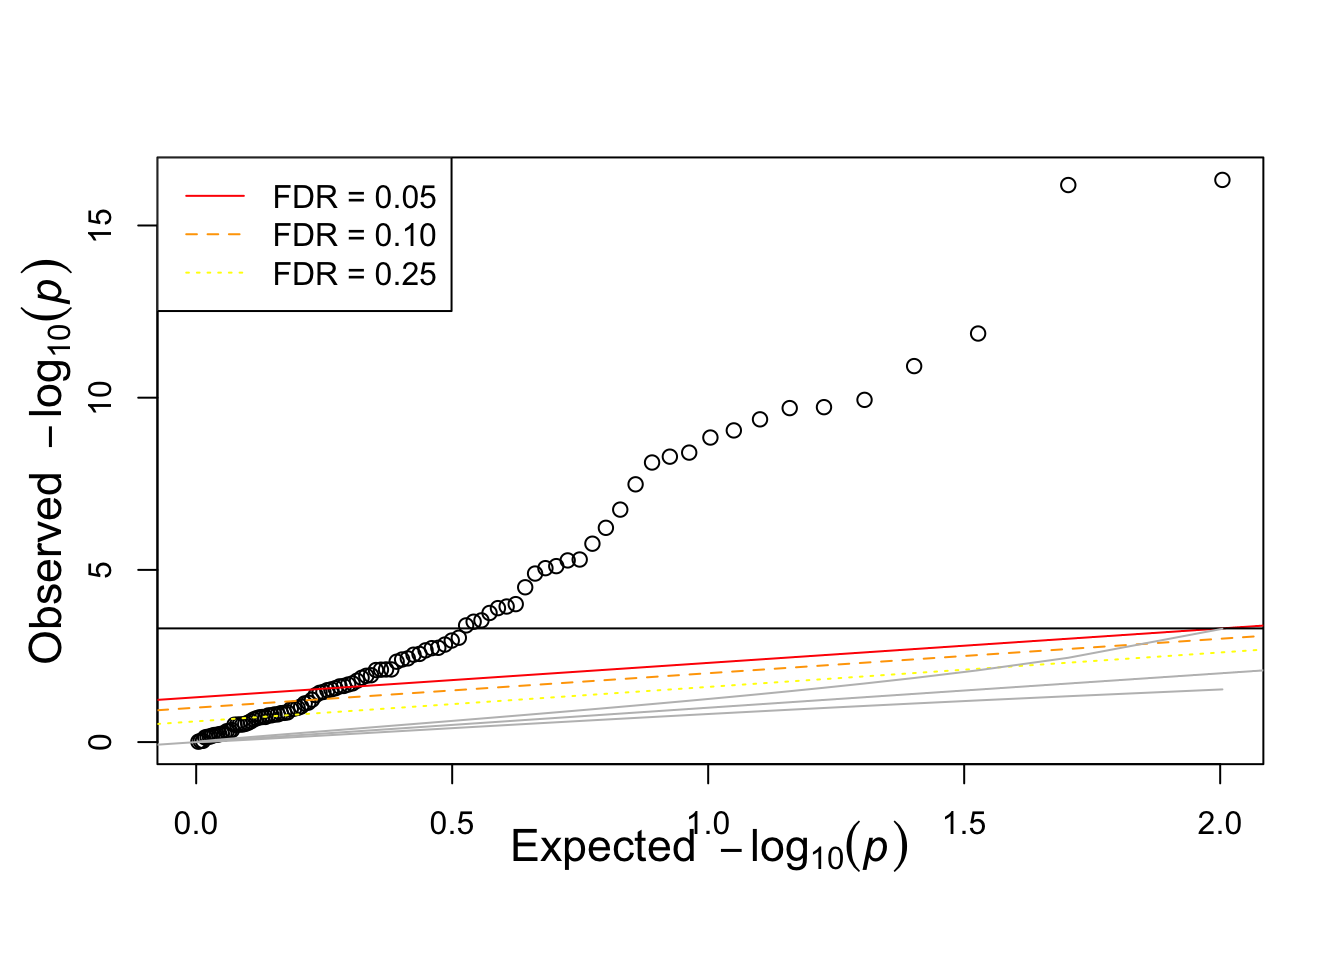 FDR = 0.05
FDR = 0.10
FDR = 0.25
15
10
5
0
Observed −log10(p)
0.0 0.5 1.0 1.5 2.0
Expected −log10(p)